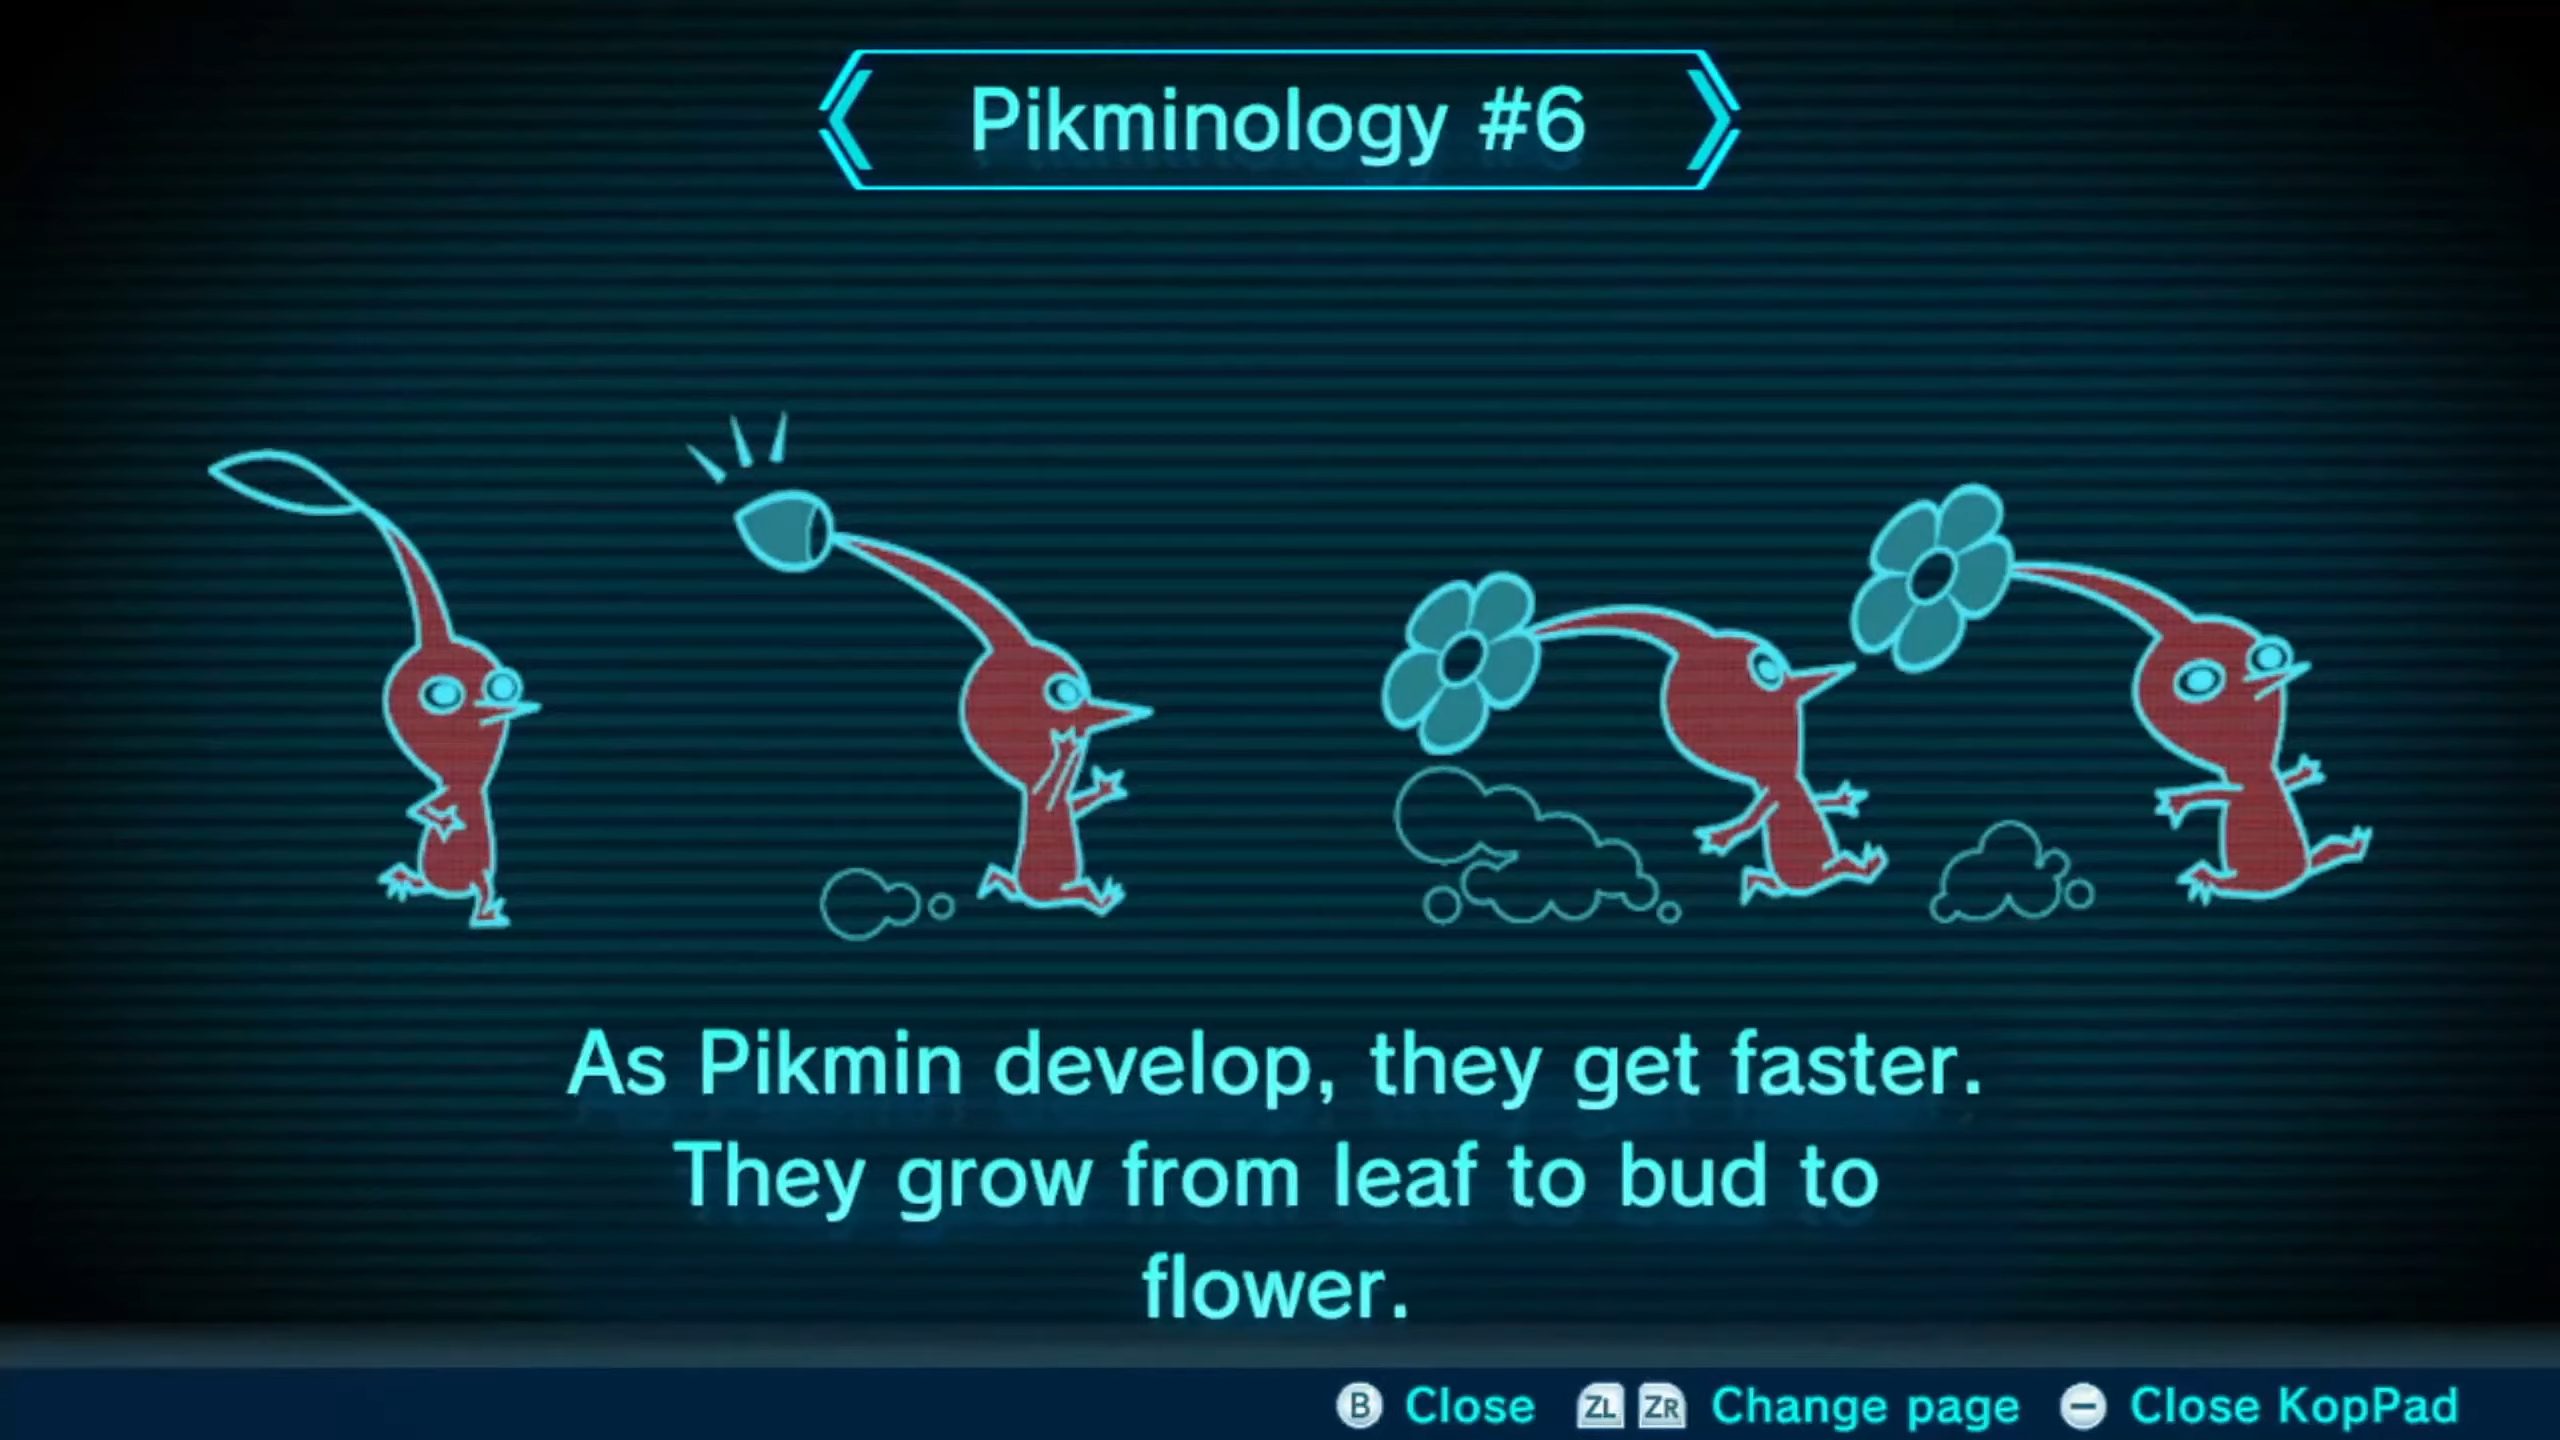 Pikminology #6
As Pikmin develop, they get faster.
They grow from leaf to bud to
flower.
B Close ZL ZR Change page − Close KopPad